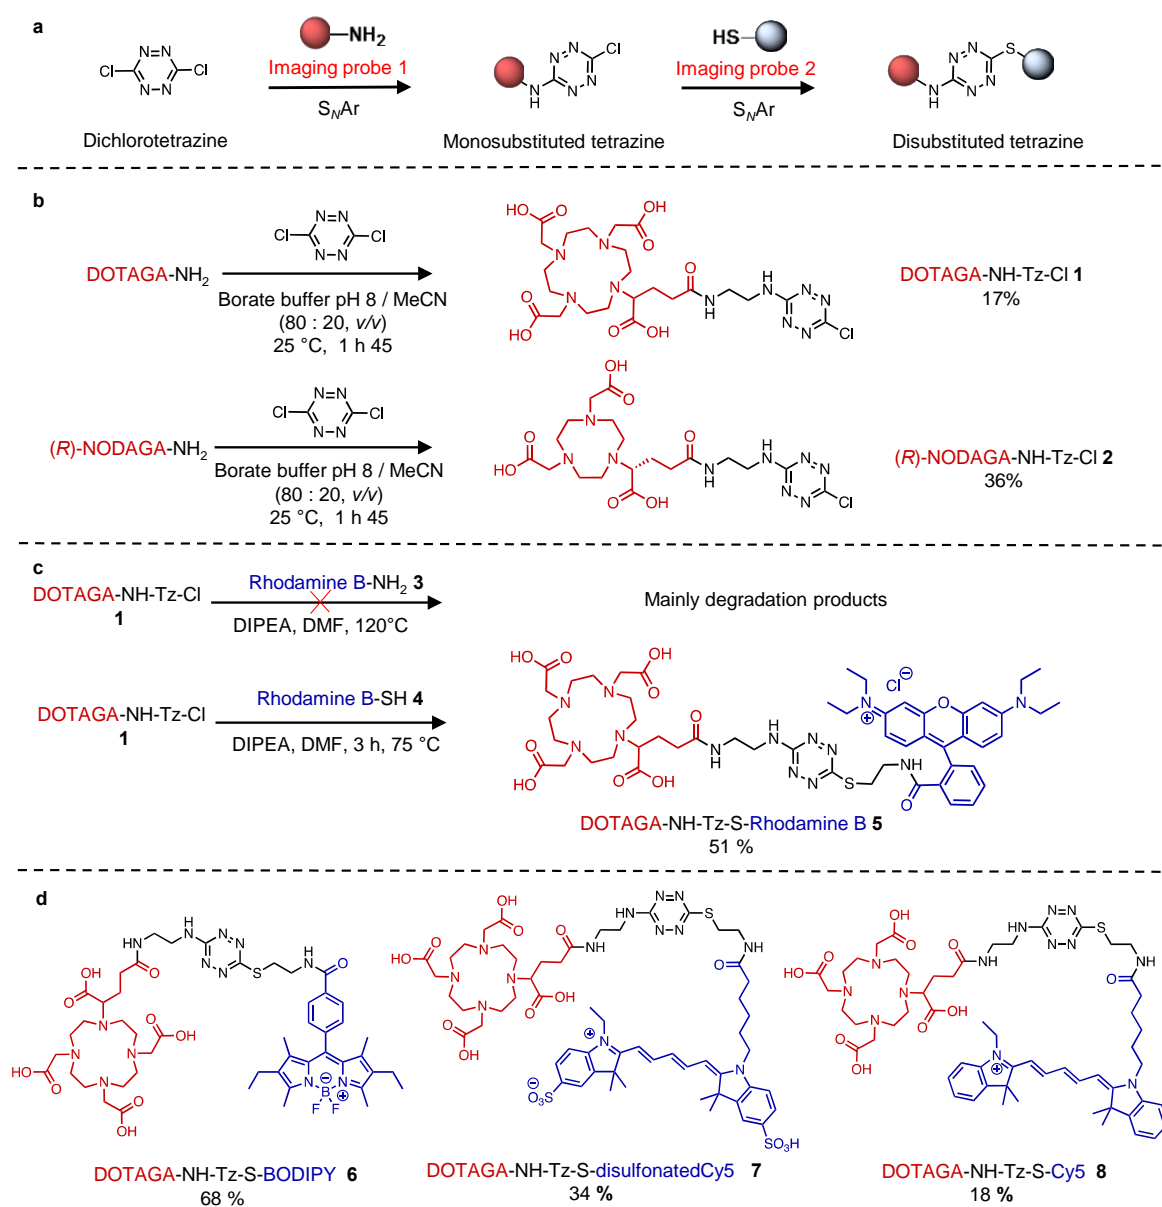 a
NH2
HS
Imaging probe 1
Imaging probe 2
SNAr
SNAr
Dichlorotetrazine
Monosubstituted tetrazine
Disubstituted tetrazine
b
DOTAGA-NH2
Borate buffer pH 8 / MeCN
(80 : 20, v/v)
25 °C, 1 h 45
DOTAGA-NH-Tz-Cl 1
17%
(R)-NODAGA-NH2
Borate buffer pH 8 / MeCN
(80 : 20, v/v)
25 °C, 1 h 45
(R)-NODAGA-NH-Tz-Cl 2
36%
c
DOTAGA-NH-Tz-Cl
1
Rhodamine B-NH2 3
DIPEA, DMF, 120°C
Mainly degradation products
DOTAGA-NH-Tz-Cl
1
Rhodamine B-SH 4
DIPEA, DMF, 3 h, 75 °C
DOTAGA-NH-Tz-S-Rhodamine B 5
51 %
d
DOTAGA-NH-Tz-S-BODIPY 6
68 %
DOTAGA-NH-Tz-S-disulfonatedCy5 7
34 %
DOTAGA-NH-Tz-S-Cy5 8
18 %